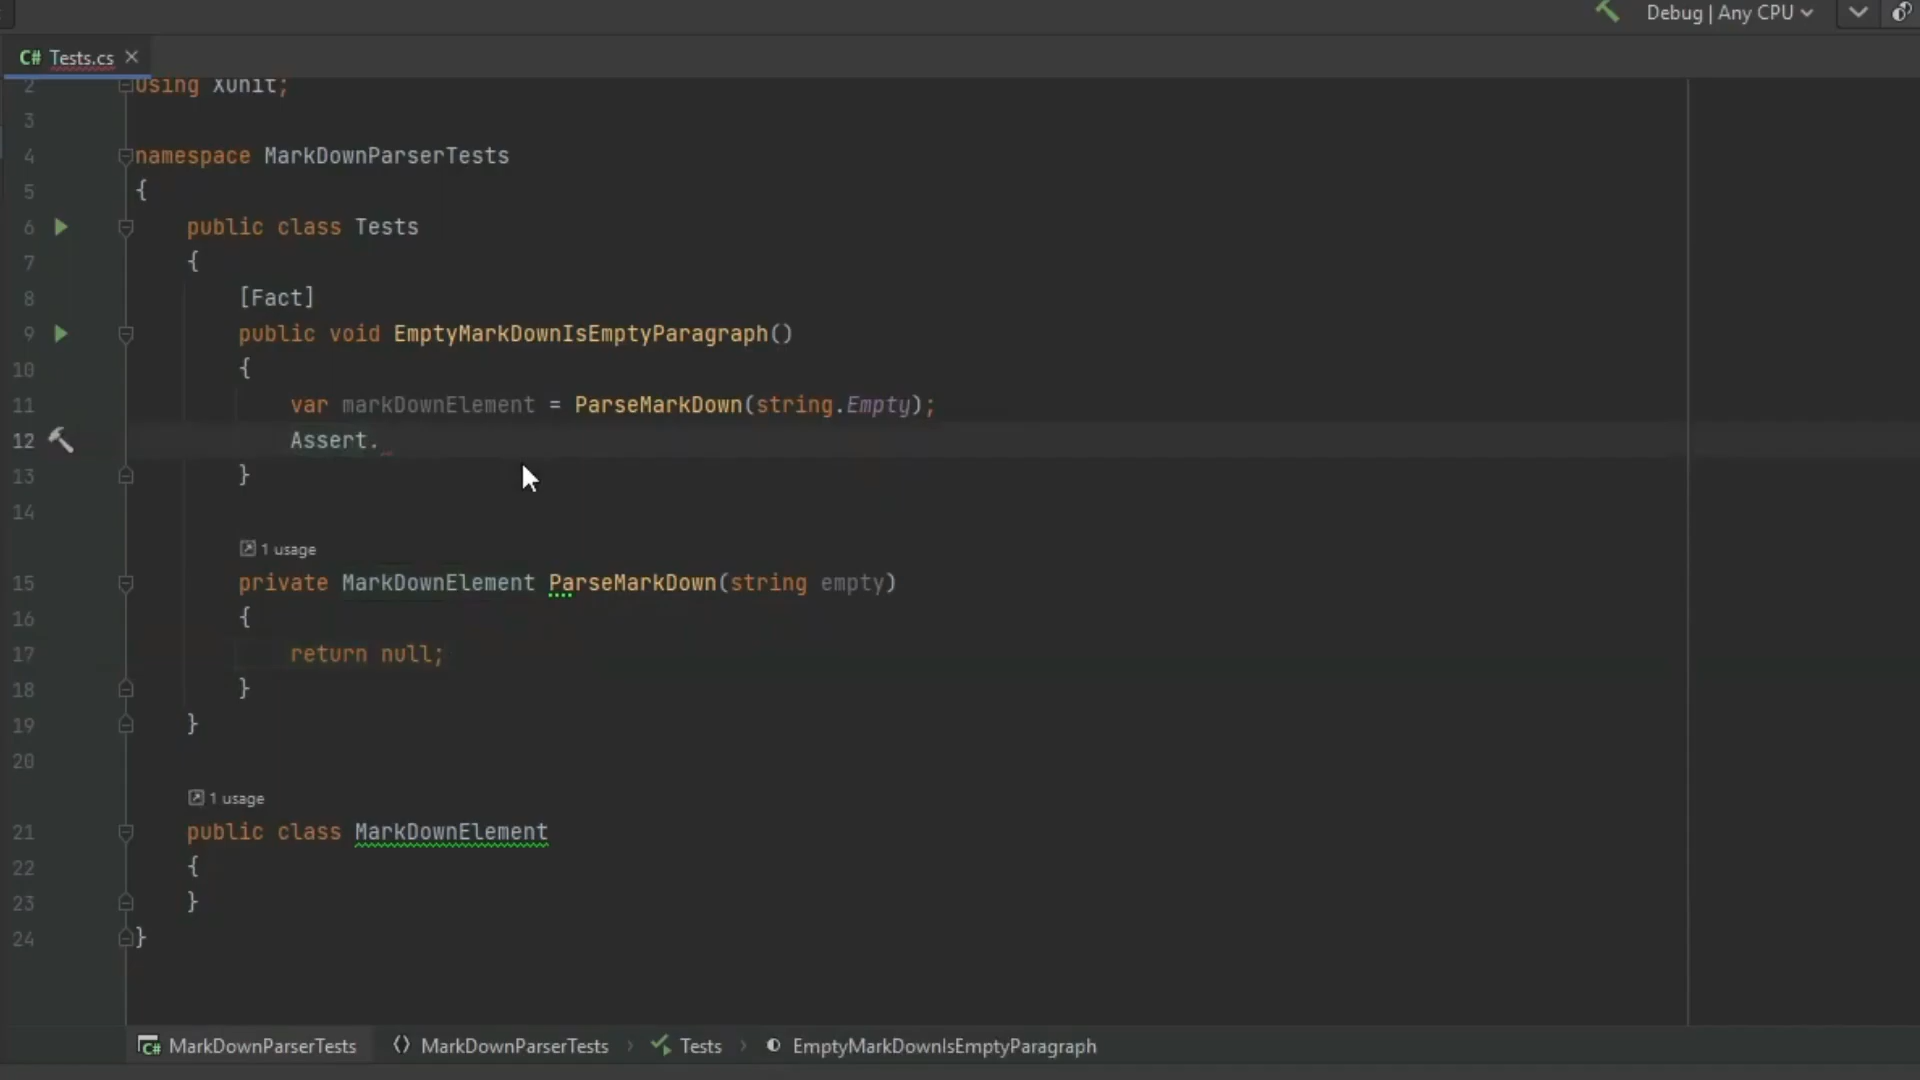 Debug | Any CPU
C# Tests.cs
2 using Xunit;
3
4 namespace MarkDownParserTests
5 {
6 public class Tests
7 {
8 [Fact]
9 public void EmptyMarkDownIsEmptyParagraph()
10 {
11 var markDownElement = ParseMarkDown(string.Empty);
12 Assert.
13 }
14
1 usage
15 private MarkDownElement ParseMarkDown(string empty)
16 {
17 return null;
18 }
19 }
20
1 usage
21 public class MarkDownElement
22 {
23 }
24 }
C# MarkDownParserTests MarkDownParserTests Tests EmptyMarkDownIsEmptyParagraph